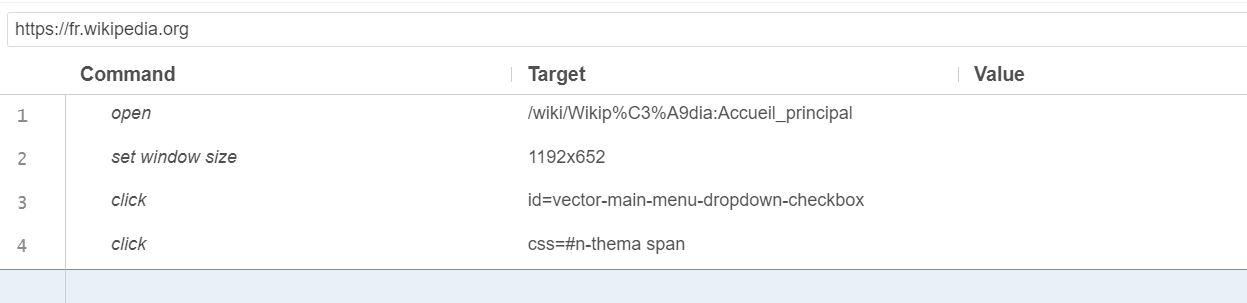 https://fr.wikipedia.org
Command Target Value
1 open /wiki/Wikip%C3%A9dia:Accueil_principal
2 set window size 1192x652
3 click id=vector-main-menu-dropdown-checkbox
4 click css=#n-thema span